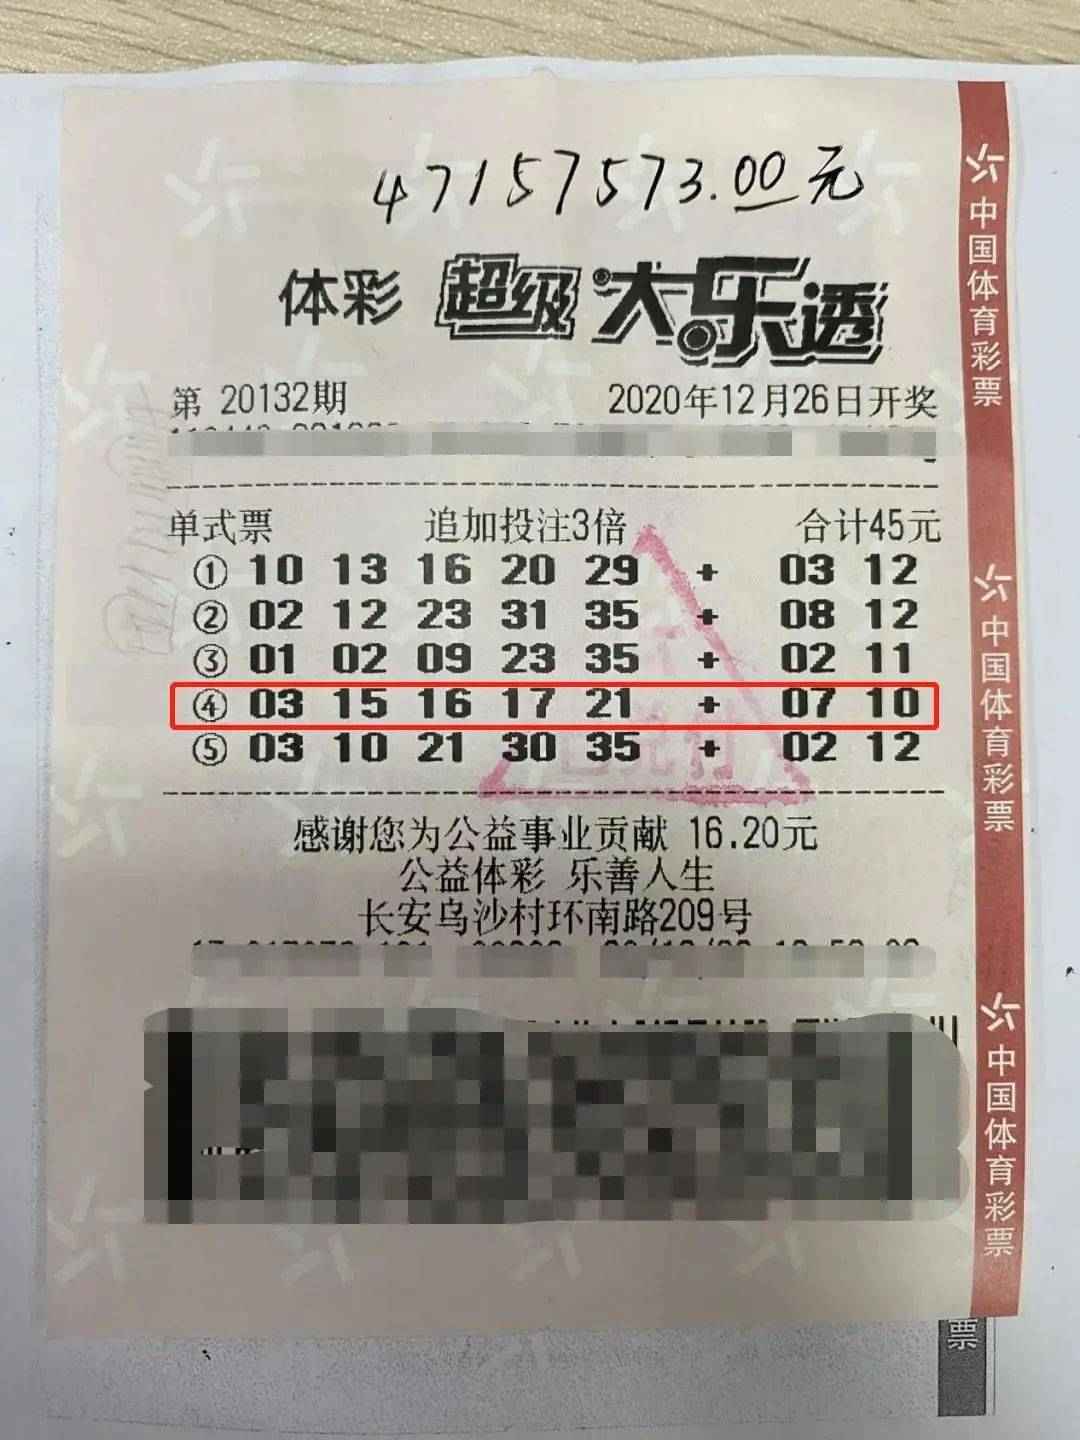 47157573.00元
体彩 超级大乐透
第 20132期 2020年12月26日开奖
单式票 追加投注3倍 合计45元
① 10 13 16 20 29 + 03 12
② 02 12 23 31 35 + 08 12
③ 01 02 09 23 35 + 02 11
④ 03 15 16 17 21 + 07 10
⑤ 03 10 21 30 35 + 02 12
已兑付
感谢您为公益事业贡献 16.20元
公益体彩 乐善人生
长安乌沙村环南路209号
中国体育彩票
中国体育彩票
中国体育彩票
票